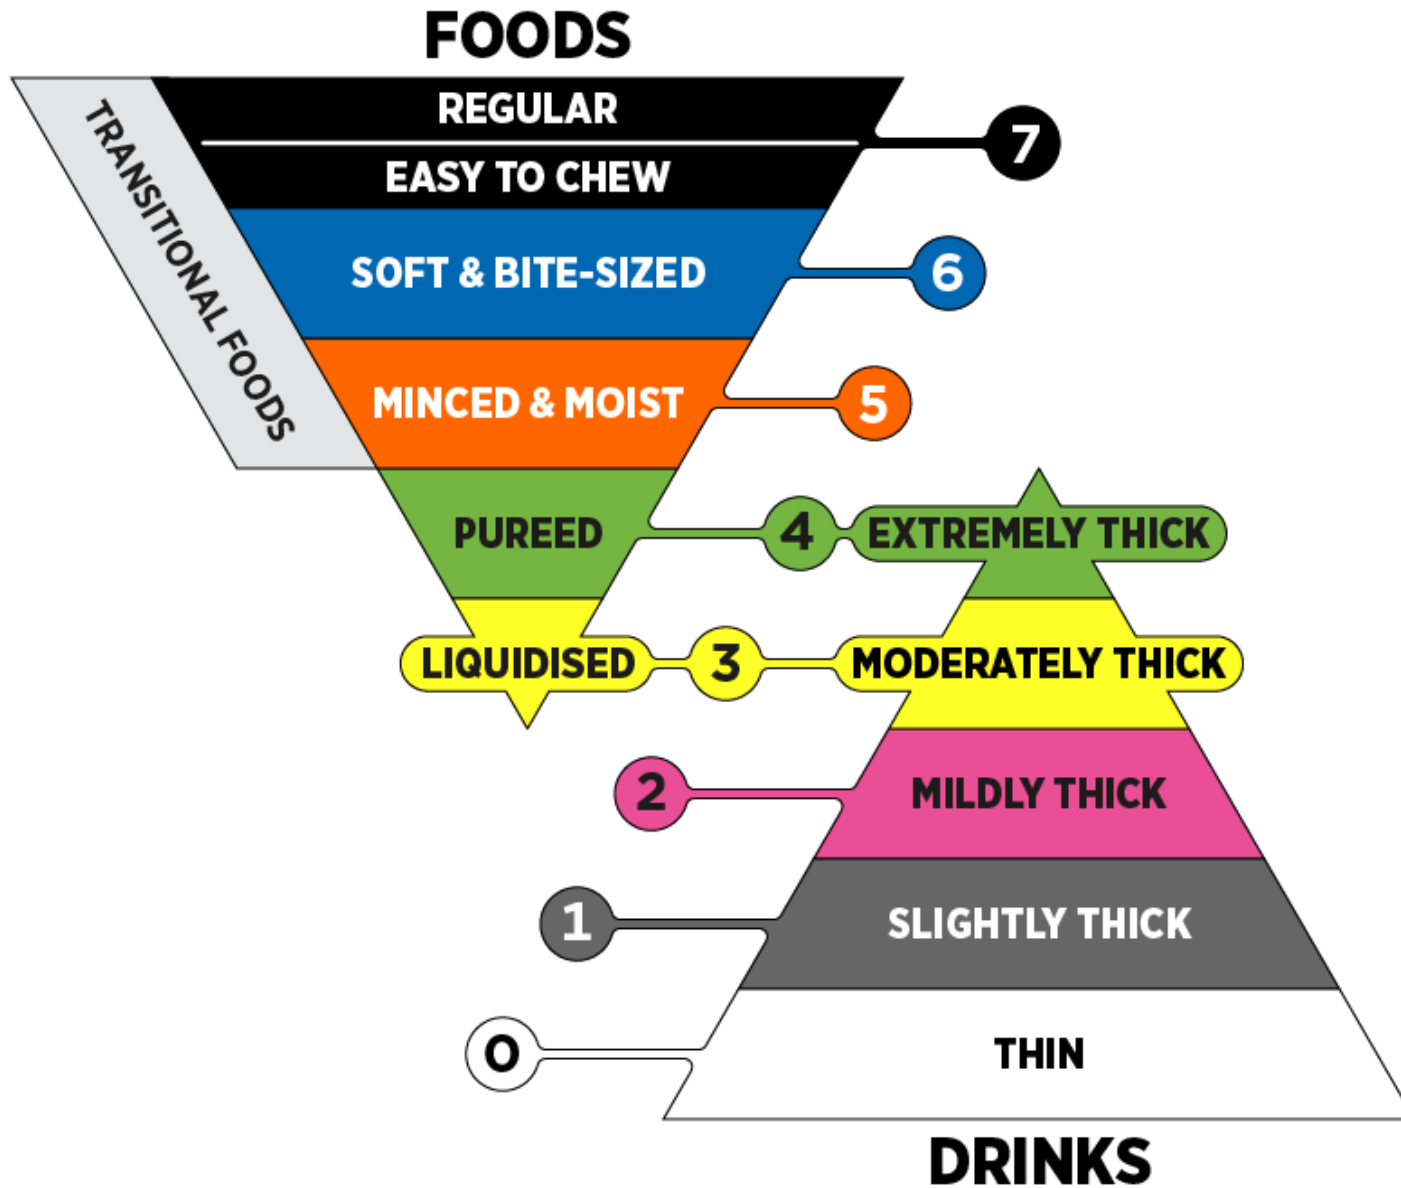 FOODS
TRANSITIONAL FOODS
REGULAR
7
EASY TO CHEW
SOFT & BITE-SIZED
6
MINCED & MOIST
5
PUREED
4
EXTREMELY THICK
LIQUIDISED
3
MODERATELY THICK
2
MILDLY THICK
1
SLIGHTLY THICK
0
THIN
DRINKS